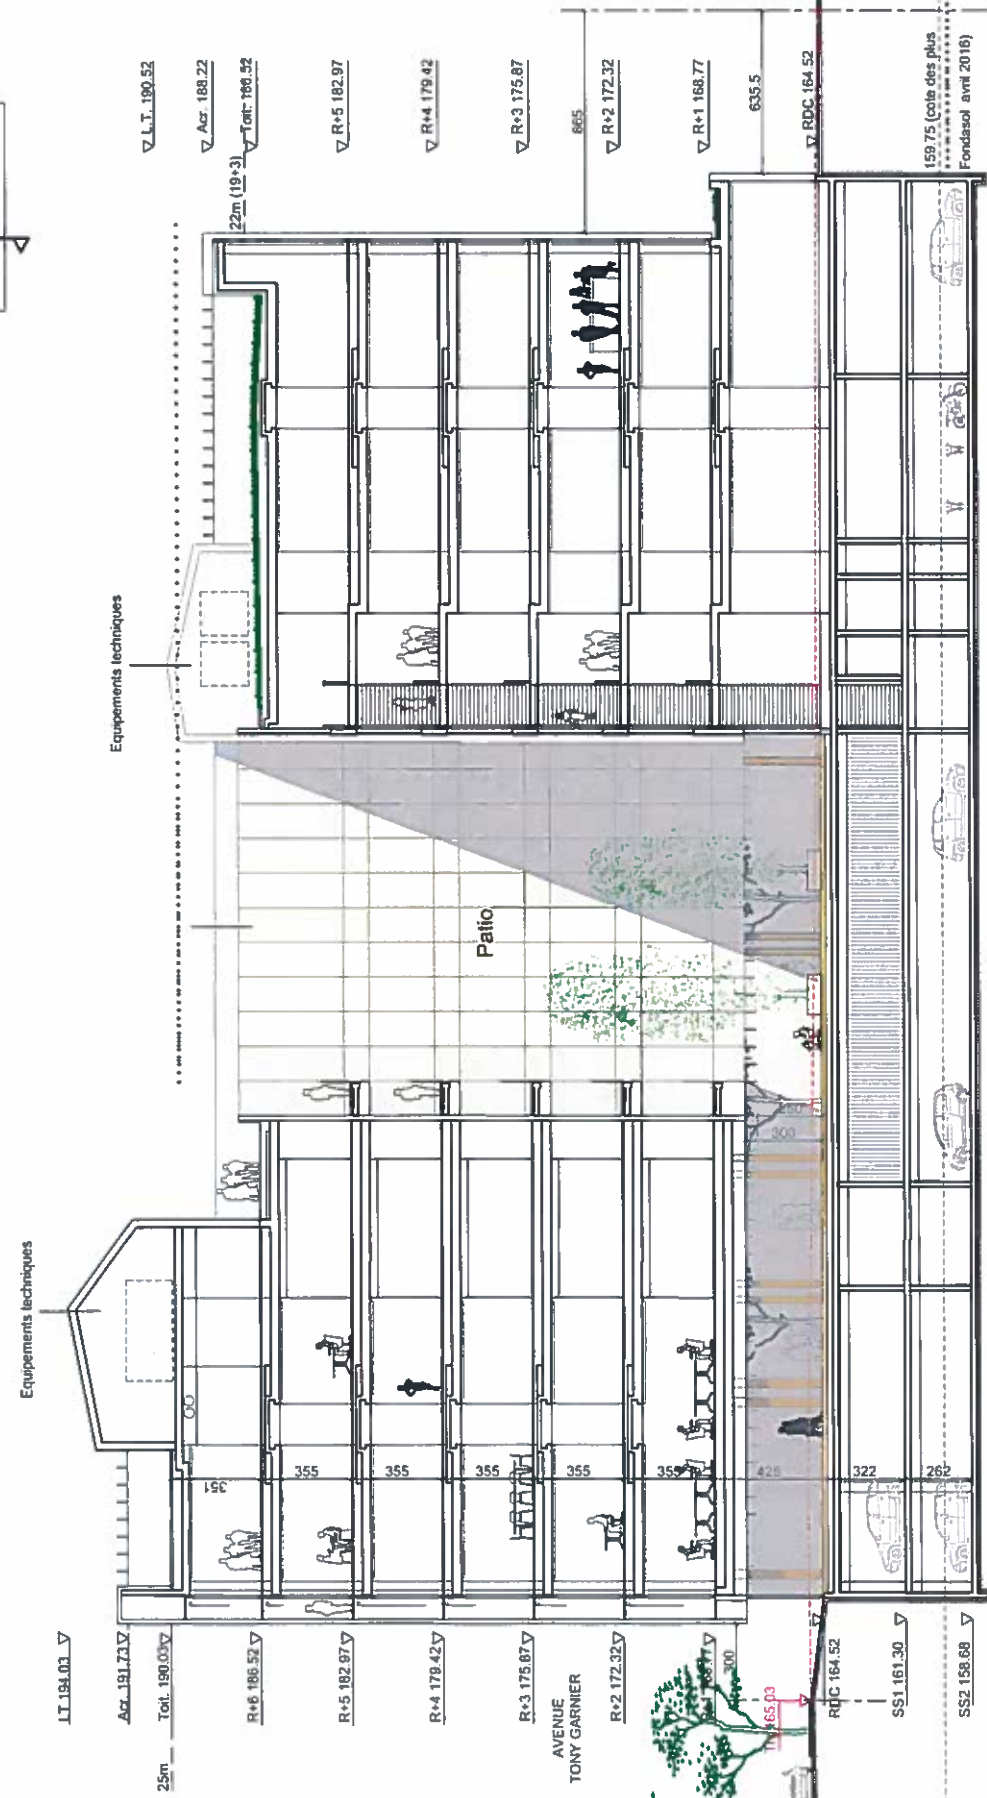 Equipements techniques
Equipements techniques
LT 194.03
Acr. 191.73
Toit. 190.03
25m
R+6 186.52
R+5 182.97
R+4 179.42
R+3 175.87
R+2 172.32
300
165.03
RDC 164.52
SS1 161.30
SS2 158.68
AVENUE
TONY GARNIER
351
355
355
355
355
355
425
322
262
300
Patio
L.T. 190.52
Acr. 188.22
Toit: 186.52
22m (19+3)
R+5 182.97
R+4 179.42
R+3 175.87
R+2 172.32
R+1 168.77
RDC 164.52
865
635.5
159.75 (cote des plus
Fondasol avril 2016)